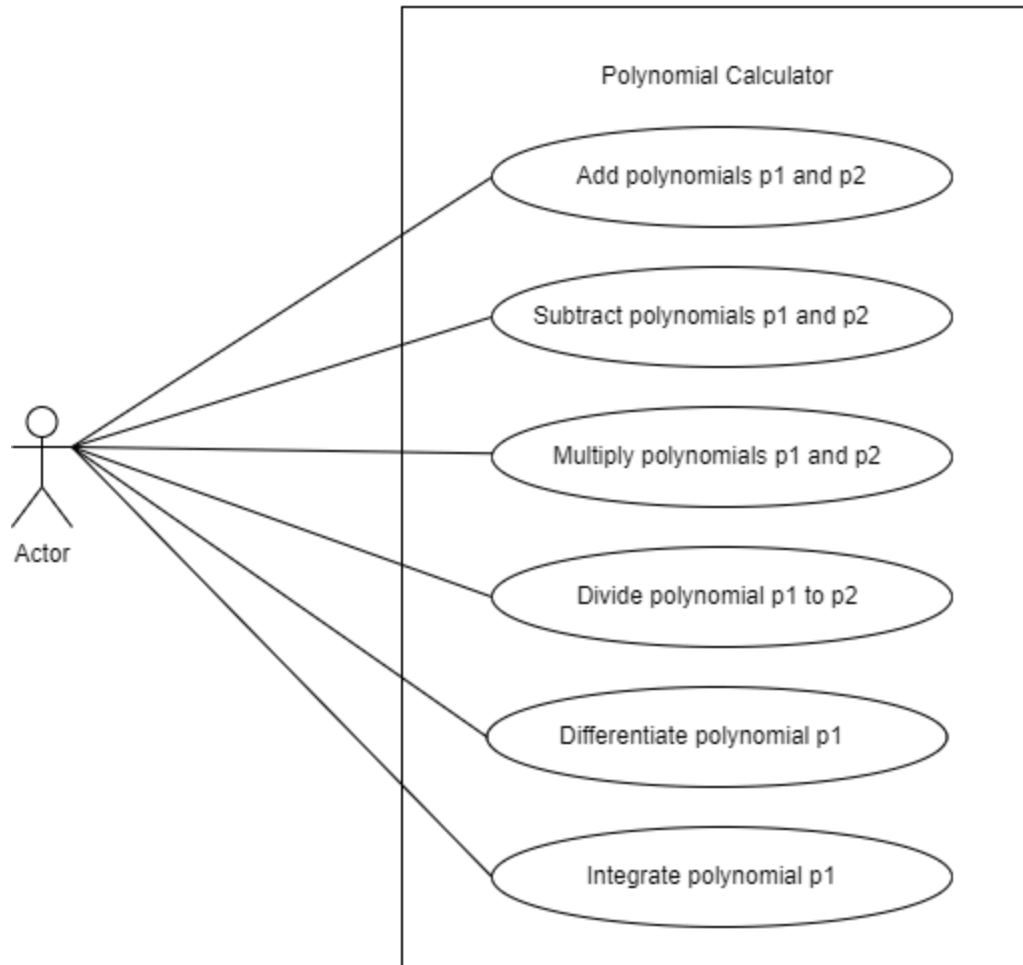 Polynomial Calculator
Add polynomials p1 and p2
Subtract polynomials p1 and p2
Multiply polynomials p1 and p2
Actor
Divide polynomial p1 to p2
Differentiate polynomial p1
Integrate polynomial p1